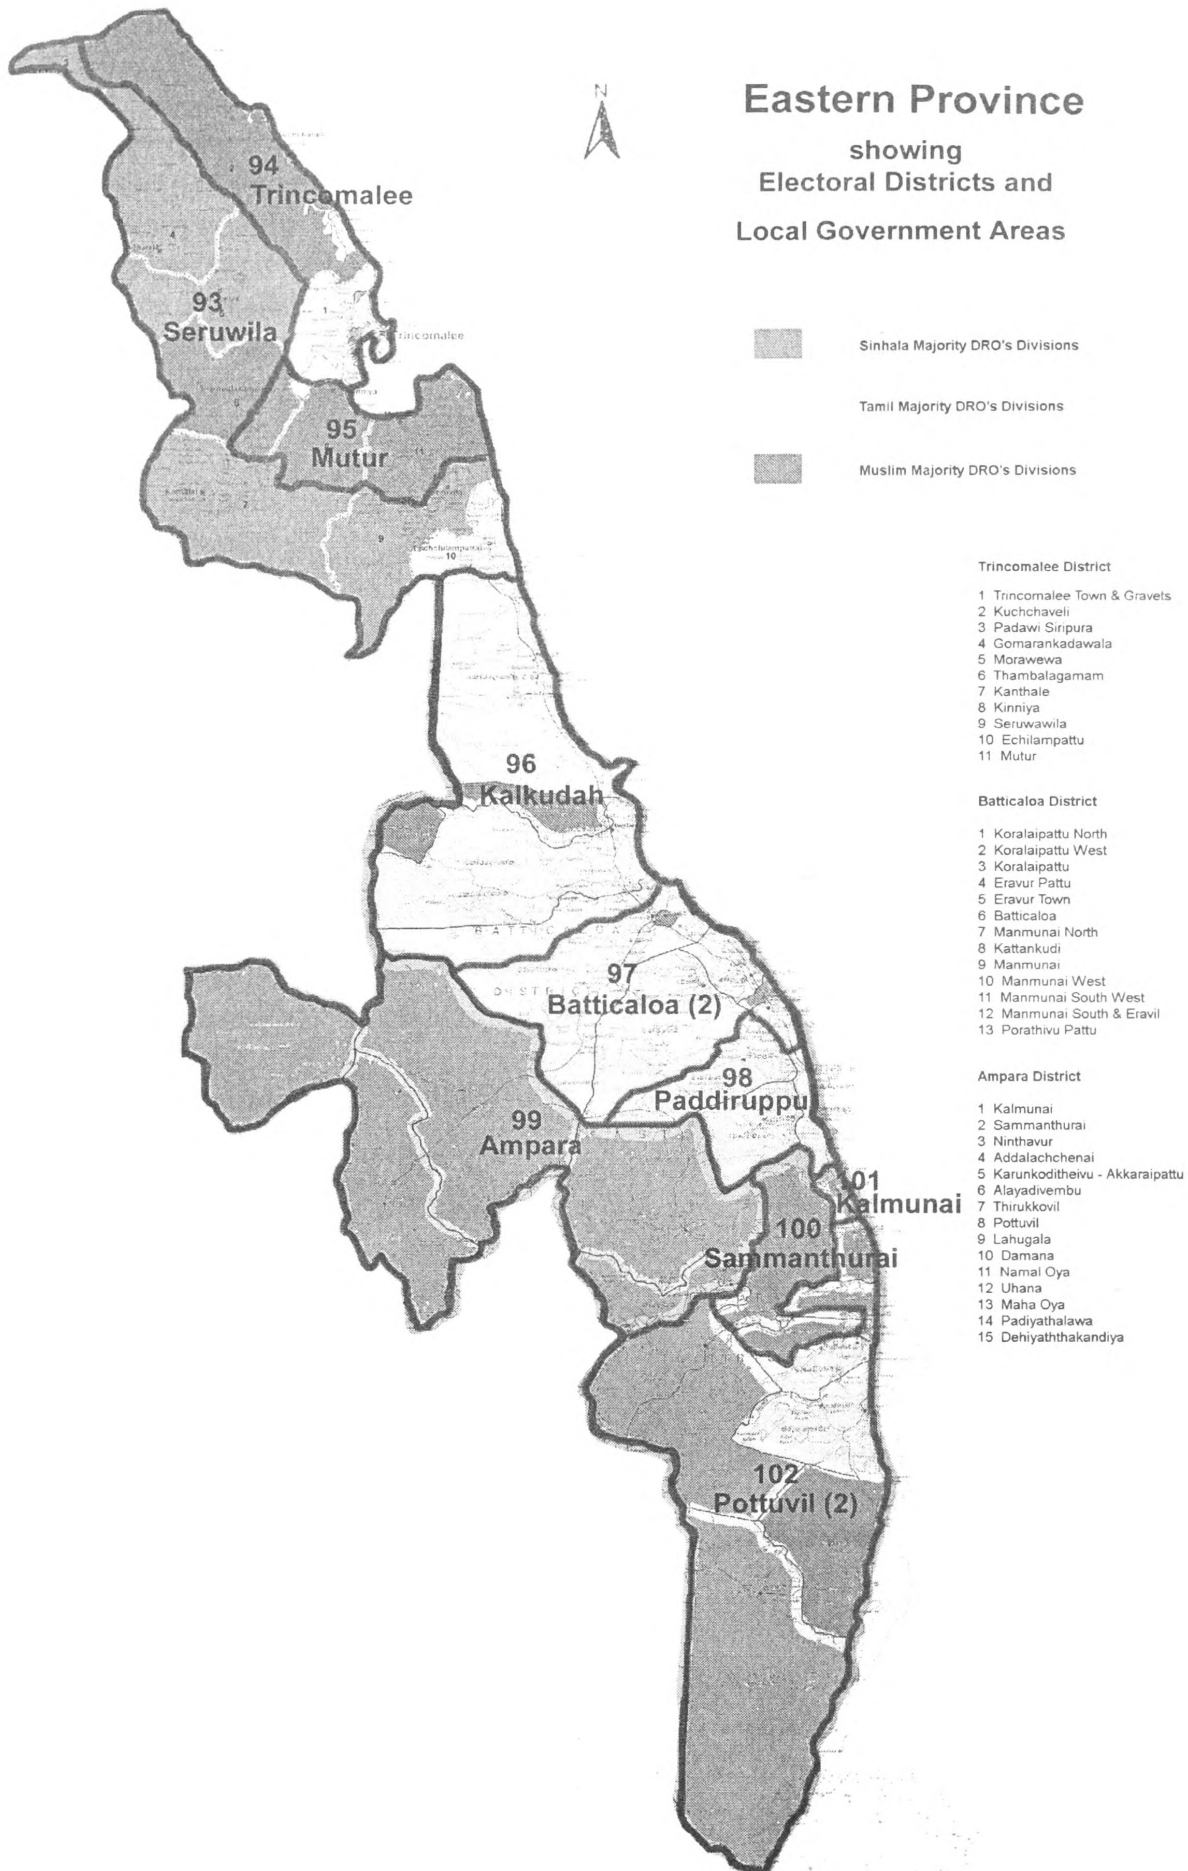 N
Eastern Province
showing
Electoral Districts and
Local Government Areas
Sinhala Majority DRO's Divisions
Tamil Majority DRO's Divisions
Muslim Majority DRO's Divisions
94
Trincomalee
93
Seruwila
Trincomalee
95
Mutur
96
Kalkudah
97
Batticaloa (2)
98
Paddiruppu
99
Ampara
101
Kalmunai
100
Sammanthurai
102
Pottuvil (2)
1
4
6
7
9
10
Trincomalee District
1 Trincomalee Town & Gravets
2 Kuchchaveli
3 Padawi Siripura
4 Gomarankadawala
5 Morawewa
6 Thambalagamam
7 Kanthale
8 Kinniya
9 Seruwawila
10 Echilampattu
11 Mutur
Batticaloa District
1 Koralaipattu North
2 Koralaipattu West
3 Koralaipattu
4 Eravur Pattu
5 Eravur Town
6 Batticaloa
7 Manmunai North
8 Kattankudi
9 Manmunai
10 Manmunai West
11 Manmunai South West
12 Manmunai South & Eravil
13 Porathivu Pattu
Ampara District
1 Kalmunai
2 Sammanthurai
3 Ninthavur
4 Addalachchenai
5 Karunkoditheivu - Akkaraipattu
6 Alayadivembu
7 Thirukkovil
8 Pottuvil
9 Lahugala
10 Damana
11 Namal Oya
12 Uhana
13 Maha Oya
14 Padiyathalawa
15 Dehiyaththakandiya